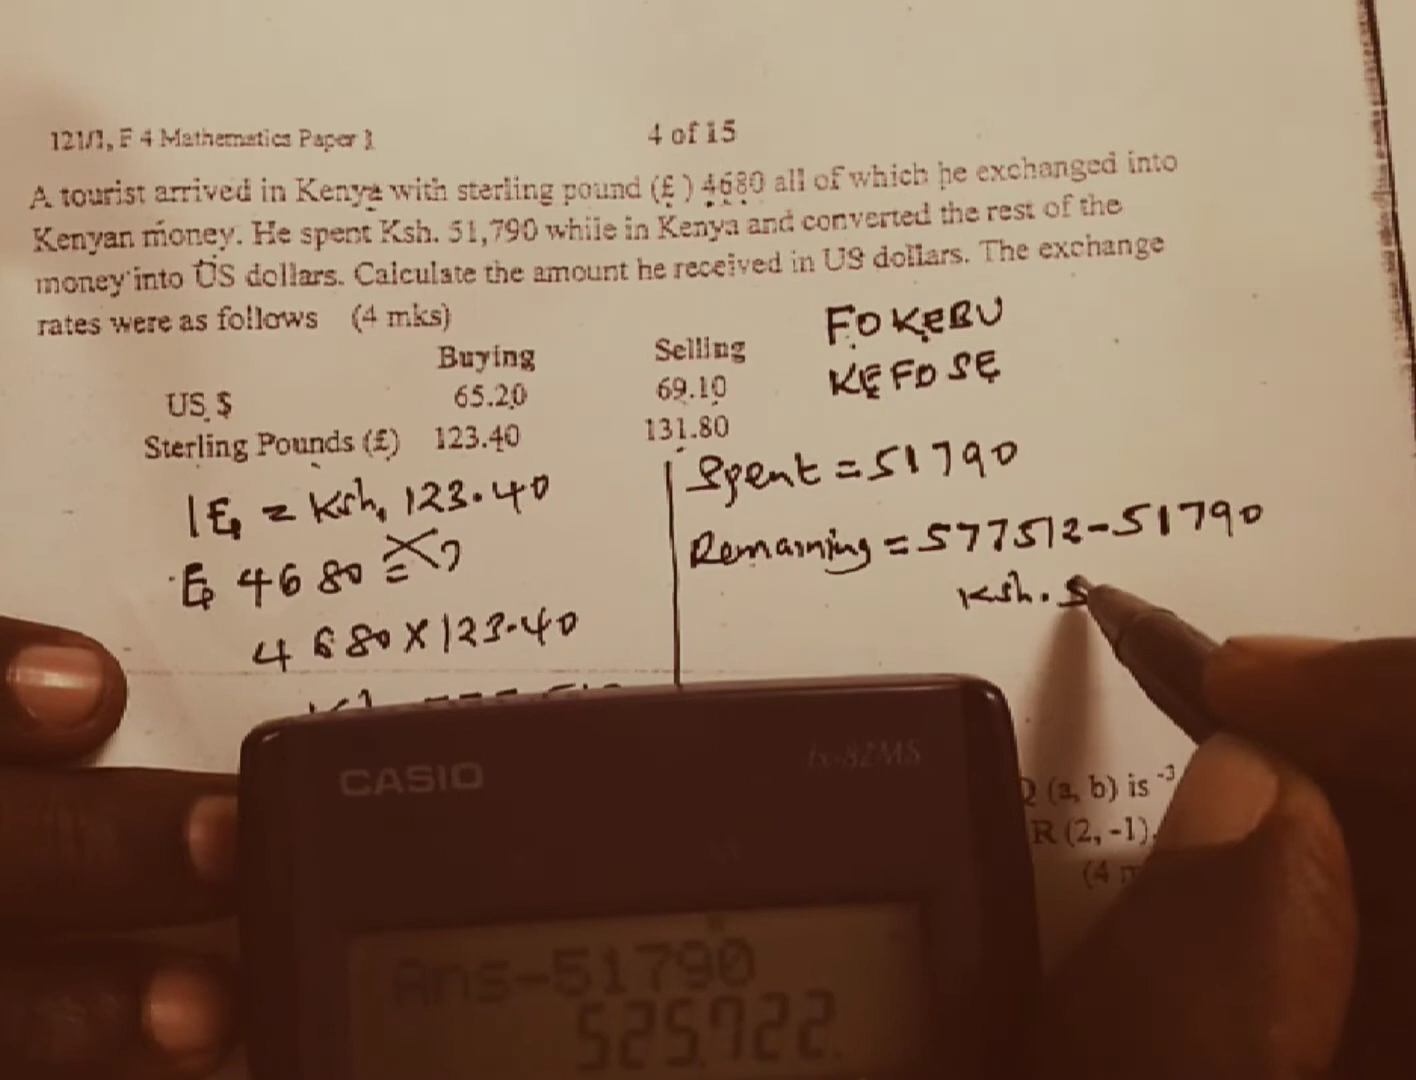 121/1, F 4 Mathematics Paper 1
4 of 15
A tourist arrived in Kenya with sterling pound (£ ) 4680 all of which he exchanged into
Kenyan money. He spent Ksh. 51,790 while in Kenya and converted the rest of the
money into US dollars. Calculate the amount he received in US dollars. The exchange
rates were as follows (4 mks)
Buying Selling
US $ 65.20 69.10
Sterling Pounds (£) 123.40 131.80
FOKEBU
KEFOSE
1£ = Ksh, 123.40
£ 4680 = ?
4680 X 123.40
Spent = 51790
Remaining = 577512-51790
Ksh. 5
CASIO
fx-82MS
(a, b) is -3
R (2, -1),
(4
Ans-51790
525722.